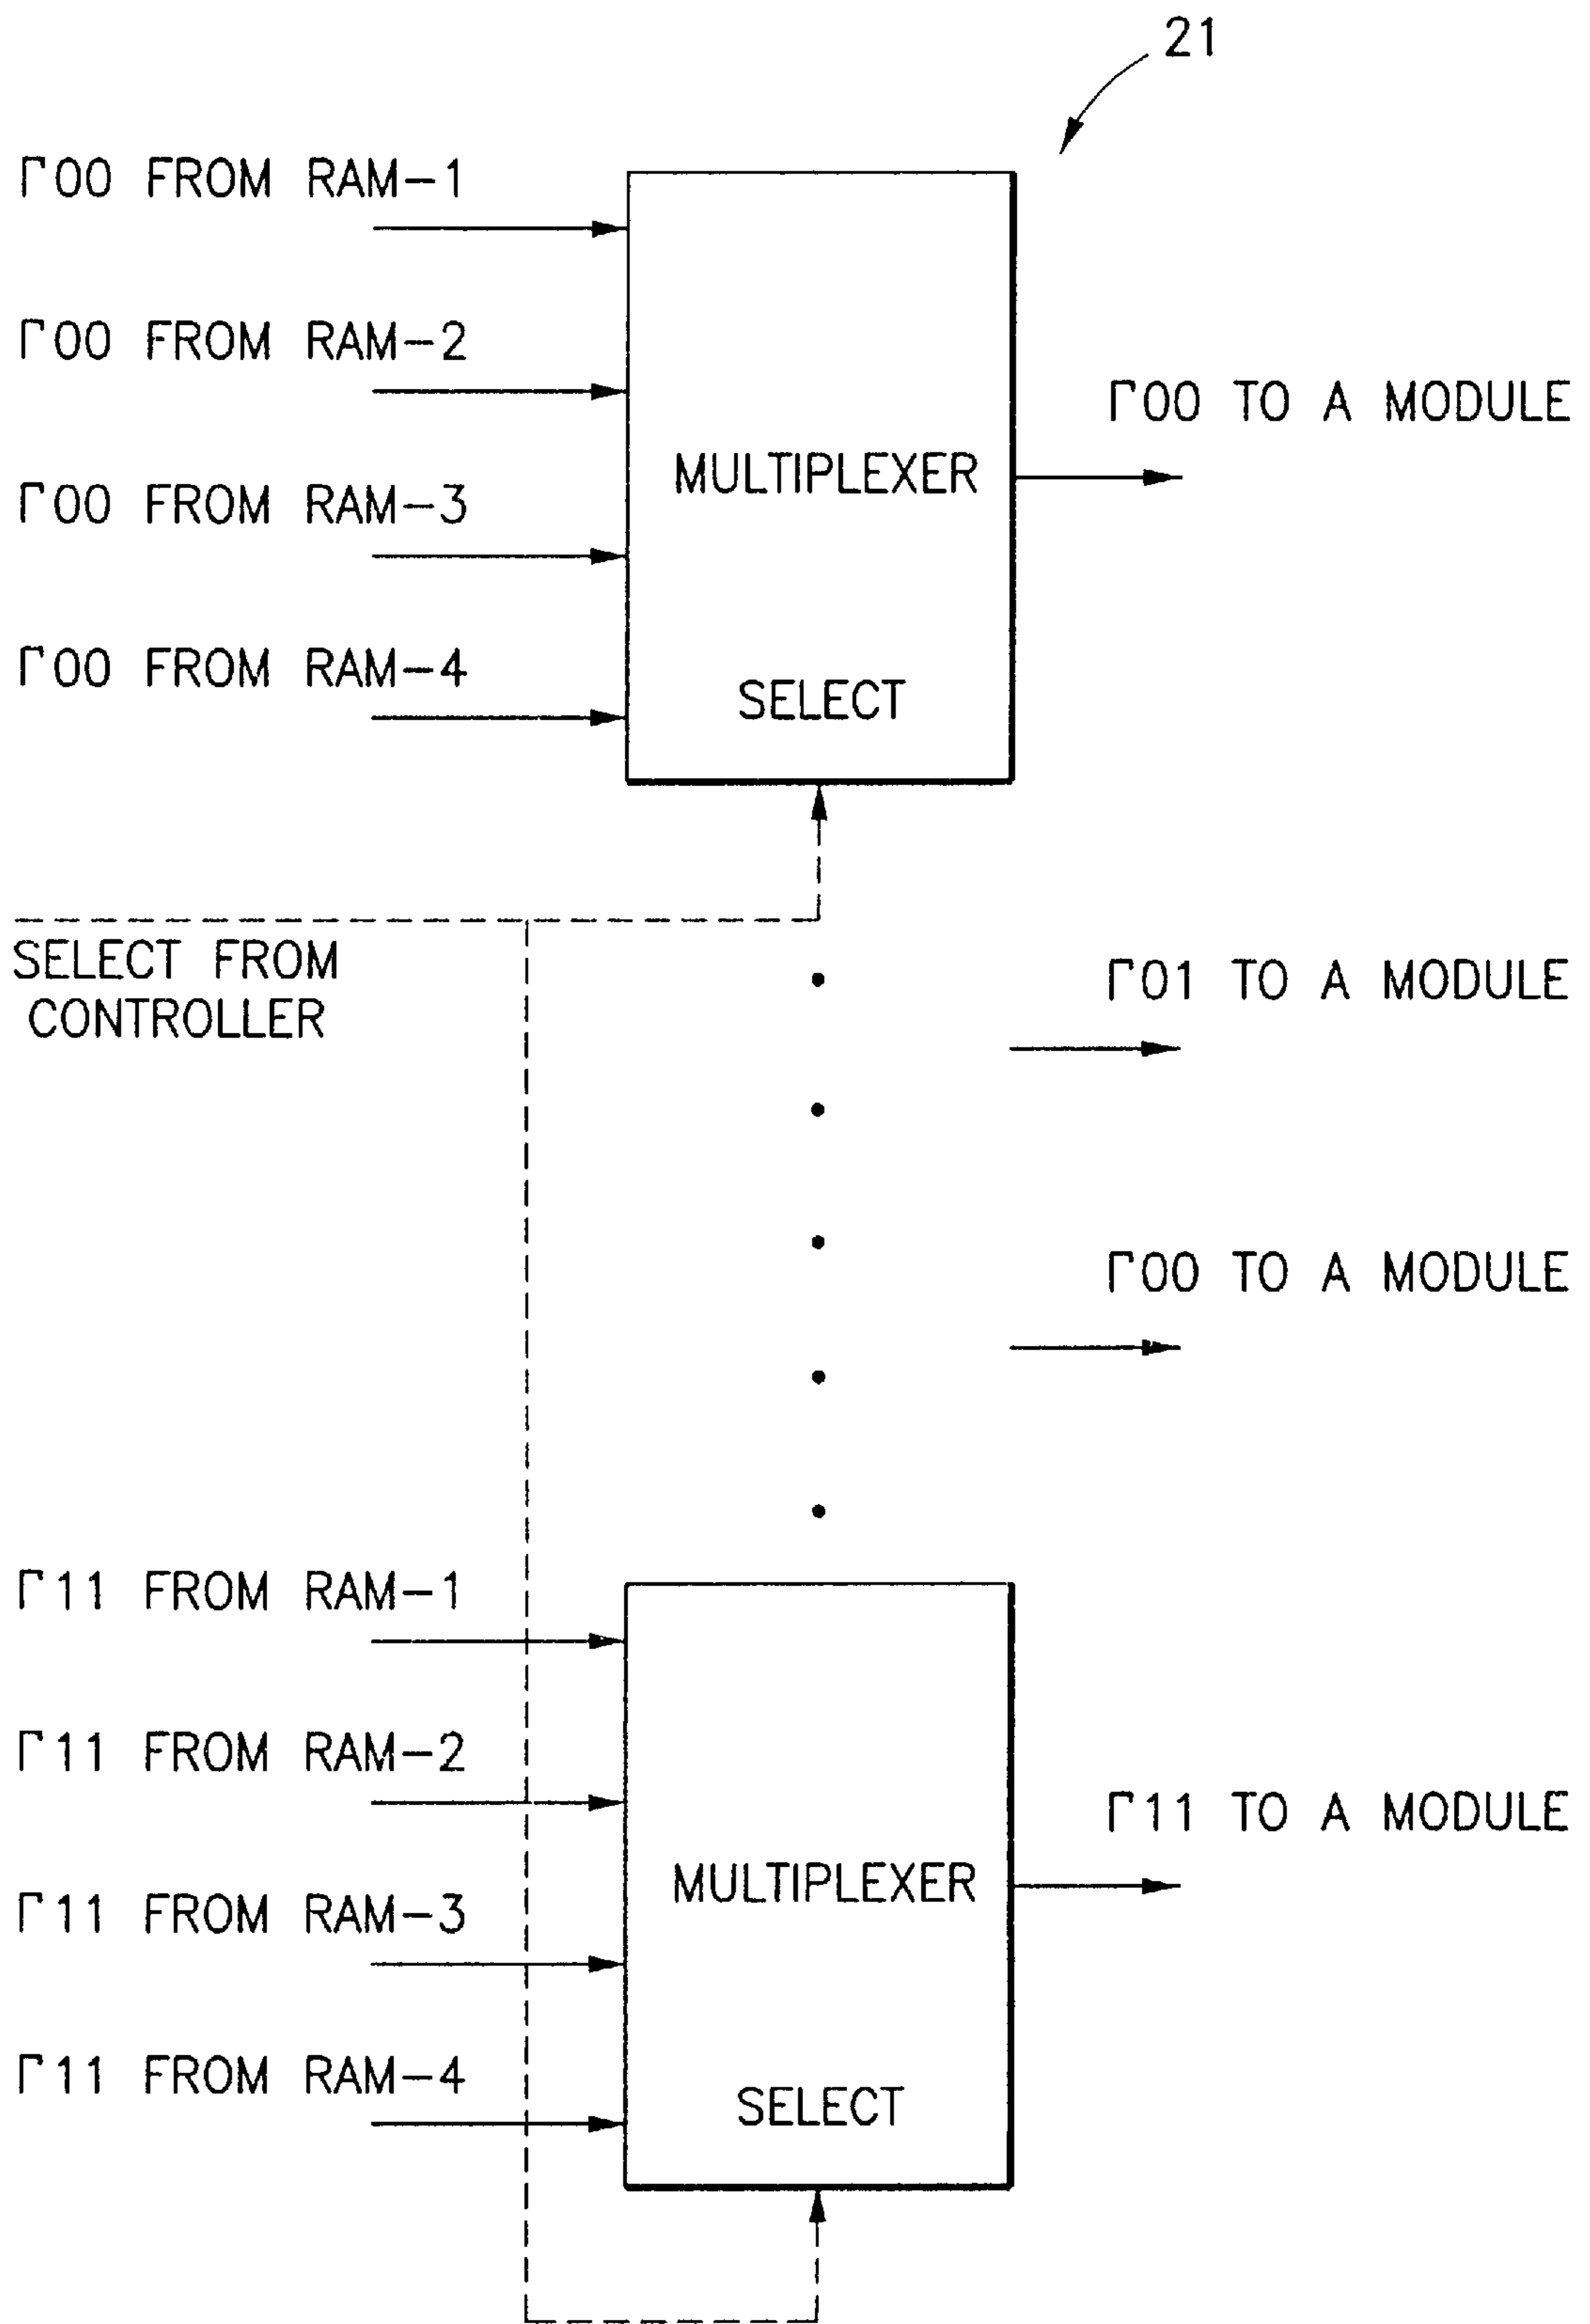 21
Γ00 FROM RAM-1
Γ00 FROM RAM-2
Γ00 TO A MODULE
MULTIPLEXER
Γ00 FROM RAM-3
Γ00 FROM RAM-4
SELECT
SELECT FROM
CONTROLLER
Γ01 TO A MODULE
Γ00 TO A MODULE
Γ11 FROM RAM-1
Γ11 FROM RAM-2
Γ11 TO A MODULE
MULTIPLEXER
Γ11 FROM RAM-3
Γ11 FROM RAM-4
SELECT